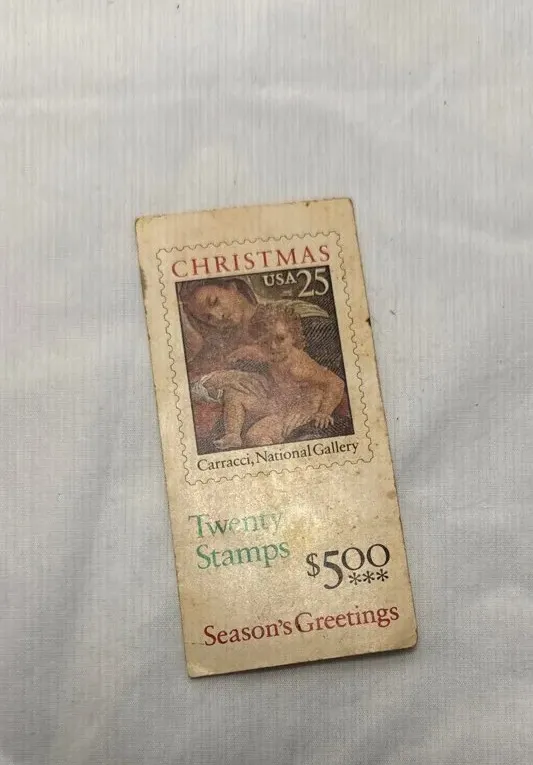 CHRISTMAS
USA 25
Carracci, National Gallery
Twenty
Stamps
$5.00
***
Season's Greetings